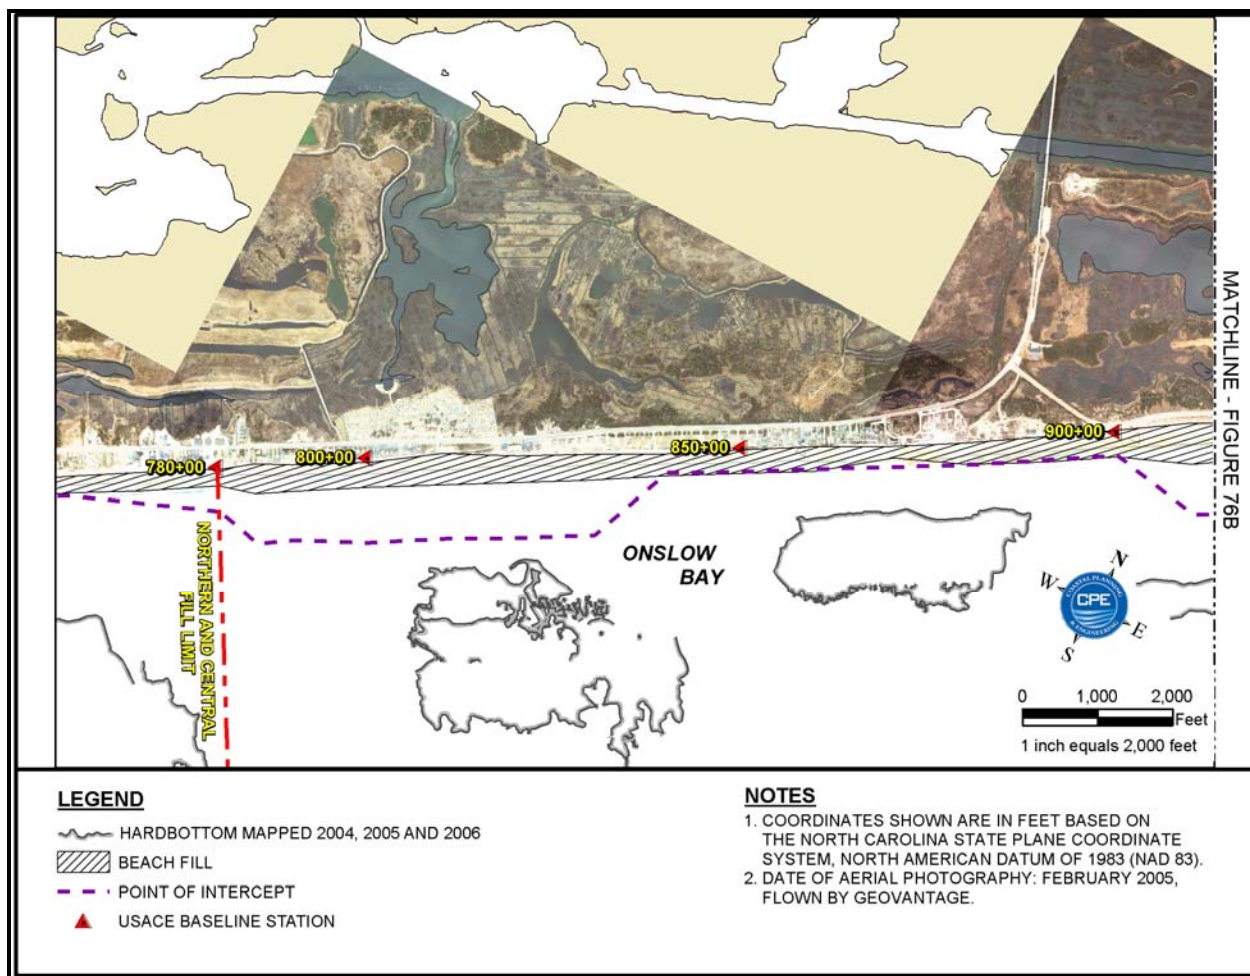 780+00
800+00
850+00
900+00
MATCHLINE - FIGURE 76B
NORTHERN AND CENTRAL
FILL LIMIT
ONSLOW
BAY
N
W
E
S
COASTAL PLANNING
CPE
& ENGINEERING
0 1,000 2,000
Feet
1 inch equals 2,000 feet
LEGEND
HARDBOTTOM MAPPED 2004, 2005 AND 2006
BEACH FILL
POINT OF INTERCEPT
USACE BASELINE STATION
NOTES
1. COORDINATES SHOWN ARE IN FEET BASED ON
THE NORTH CAROLINA STATE PLANE COORDINATE
SYSTEM, NORTH AMERICAN DATUM OF 1983 (NAD 83).
2. DATE OF AERIAL PHOTOGRAPHY: FEBRUARY 2005,
FLOWN BY GEOVANTAGE.